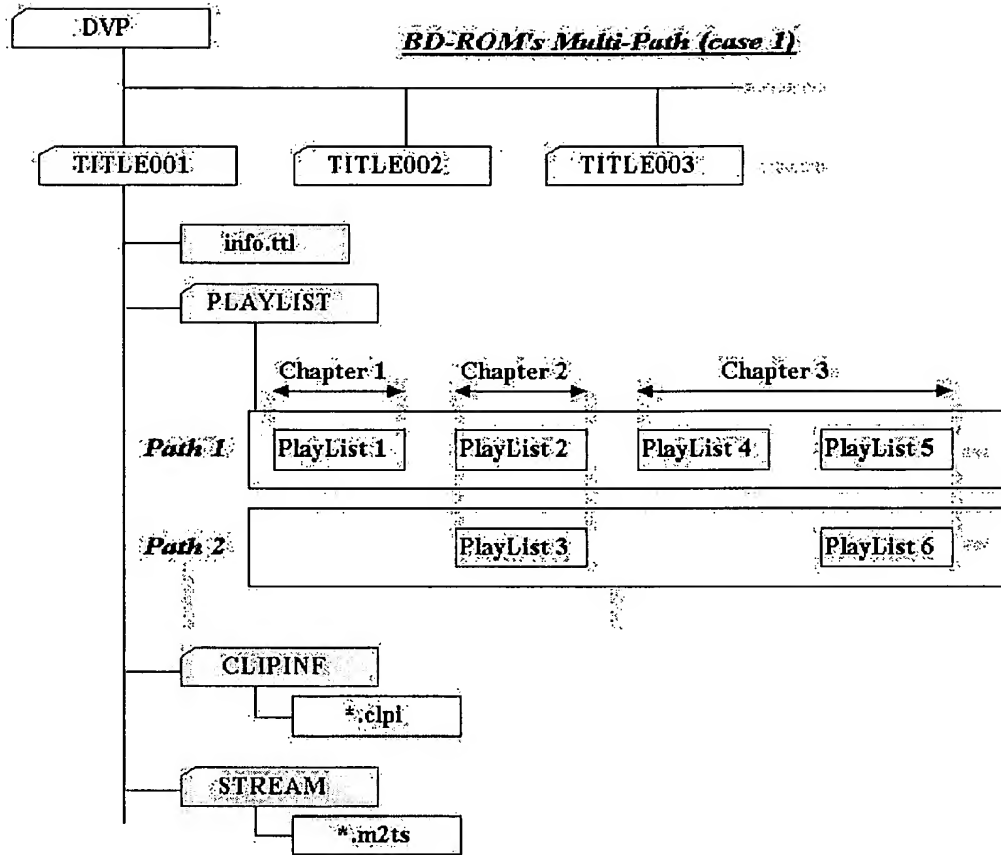 DVP
BD-ROM's Multi-Path (case 1)
TITLE001
TITLE002
TITLE003
info.ttl
PLAYLIST
Chapter 1
Chapter 2
Chapter 3
Path 1
PlayList 1
PlayList 2
PlayList 4
PlayList 5
Path 2
PlayList 3
PlayList 6
CLIPINF
*.clpi
STREAM
*.m2ts